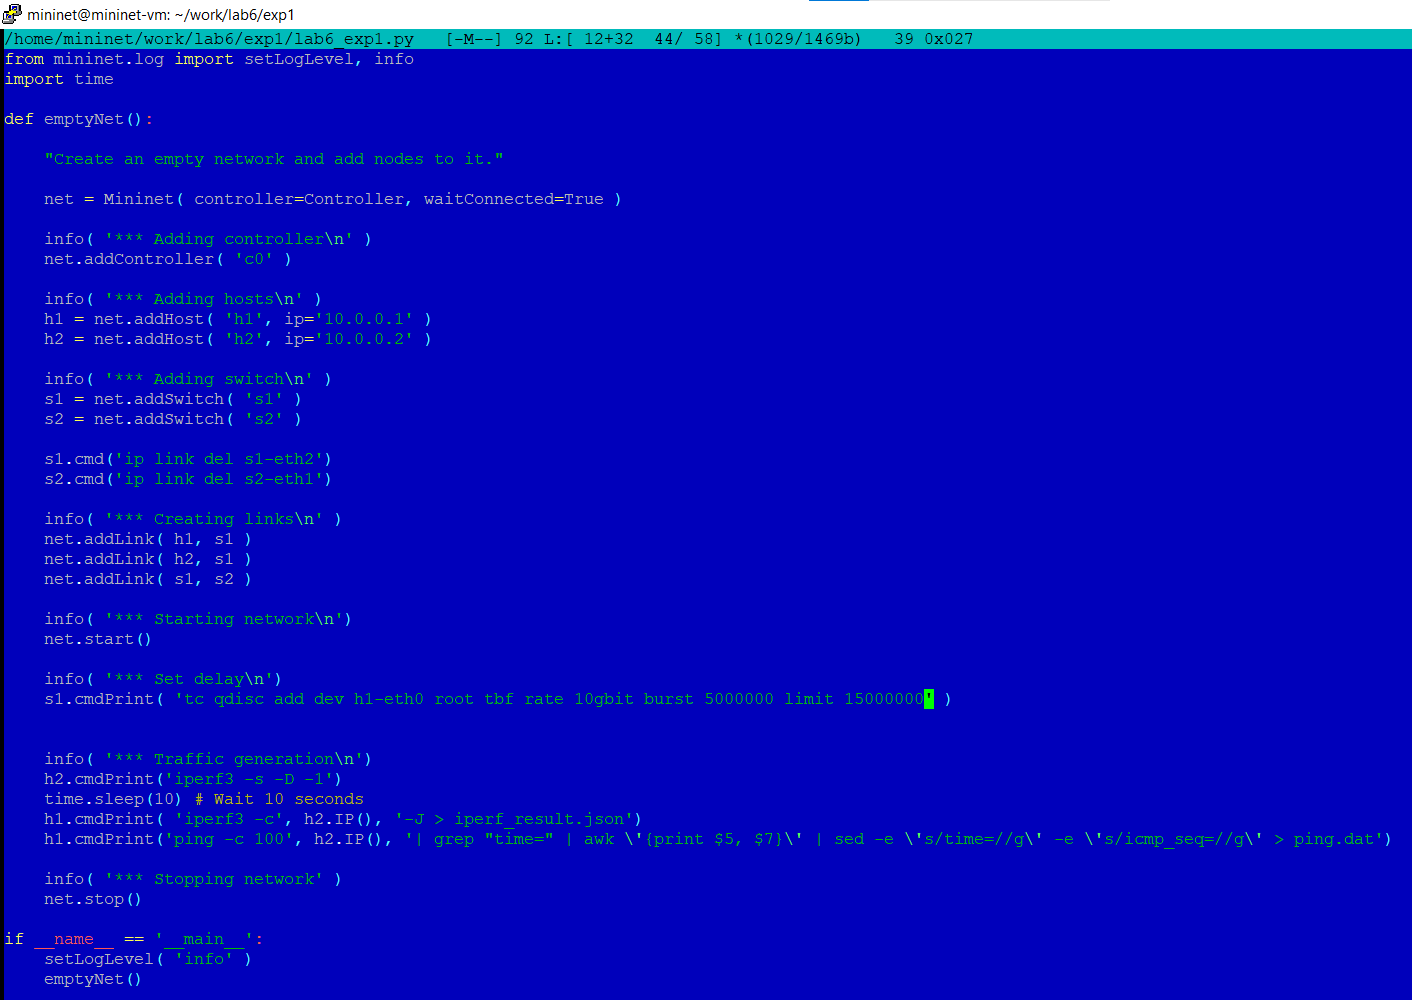 mininet@mininet-vm: ~/work/lab6/exp1
/home/mininet/work/lab6/exp1/lab6_exp1.py   [-M--] 92 L:[ 12+32  44/ 58] *(1029/1469b)   39 0x027
from mininet.log import setLogLevel, info
import time

def emptyNet():

    "Create an empty network and add nodes to it."

    net = Mininet( controller=Controller, waitConnected=True )

    info( '*** Adding controller\n' )
    net.addController( 'c0' )

    info( '*** Adding hosts\n' )
    h1 = net.addHost( 'h1', ip='10.0.0.1' )
    h2 = net.addHost( 'h2', ip='10.0.0.2' )

    info( '*** Adding switch\n' )
    s1 = net.addSwitch( 's1' )
    s2 = net.addSwitch( 's2' )

    s1.cmd('ip link del s1-eth2')
    s2.cmd('ip link del s2-eth1')

    info( '*** Creating links\n' )
    net.addLink( h1, s1 )
    net.addLink( h2, s1 )
    net.addLink( s1, s2 )

    info( '*** Starting network\n')
    net.start()

    info( '*** Set delay\n')
    s1.cmdPrint( 'tc qdisc add dev h1-eth0 root tbf rate 10gbit burst 5000000 limit 15000000' )


    info( '*** Traffic generation\n')
    h2.cmdPrint('iperf3 -s -D -1')
    time.sleep(10) # Wait 10 seconds
    h1.cmdPrint( 'iperf3 -c', h2.IP(), '-J > iperf_result.json')
    h1.cmdPrint('ping -c 100', h2.IP(), '| grep "time=" | awk \'{print $5, $7}\' | sed -e \'s/time=//g\' -e \'s/icmp_seq=//g\' > ping.dat')

    info( '*** Stopping network' )
    net.stop()

if __name__ == '__main__':
    setLogLevel( 'info' )
    emptyNet()